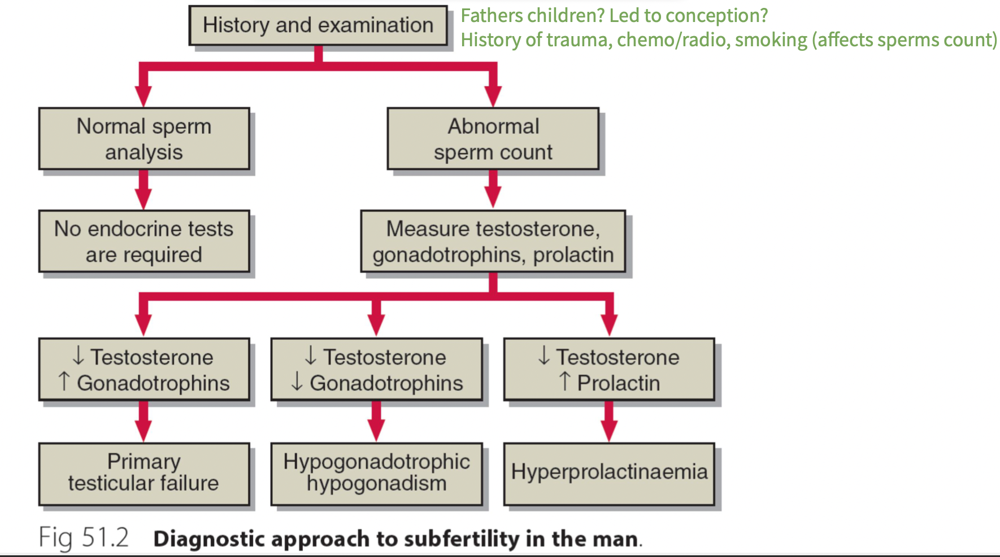 History and examination
Fathers children? Led to conception?
History of trauma, chemo/radio, smoking (affects sperms count)
Normal sperm
analysis
Abnormal
sperm count
No endocrine tests
are required
Measure testosterone,
gonadotrophins, prolactin
↓ Testosterone
↑ Gonadotrophins
↓ Testosterone
↓ Gonadotrophins
↓ Testosterone
↑ Prolactin
Primary
testicular failure
Hypogonadotrophic
hypogonadism
Hyperprolactinaemia
Fig 51.2 Diagnostic approach to subfertility in the man.